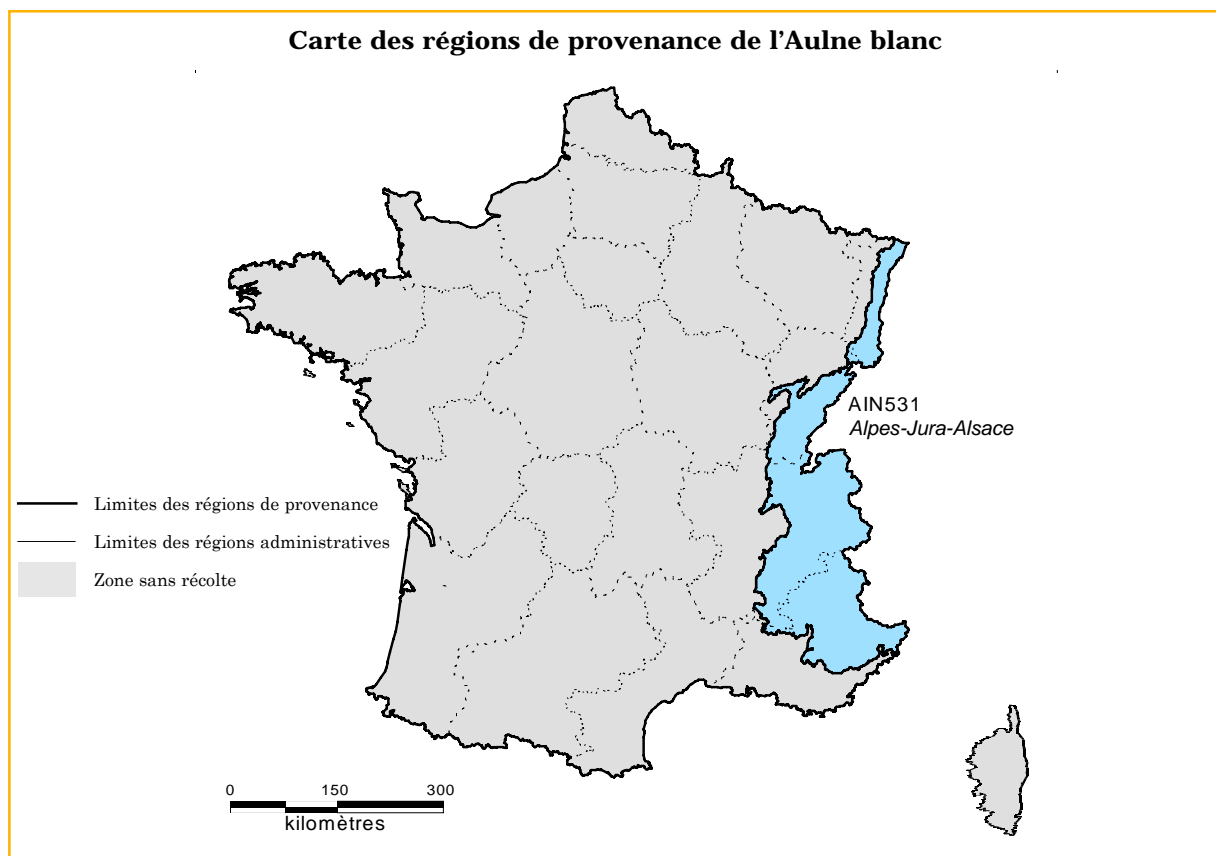 Carte des régions de provenance de l'Aulne blanc
AIN531
Alpes-Jura-Alsace
Limites des régions de provenance
Limites des régions administratives
Zone sans récolte
0 150 300
kilomètres